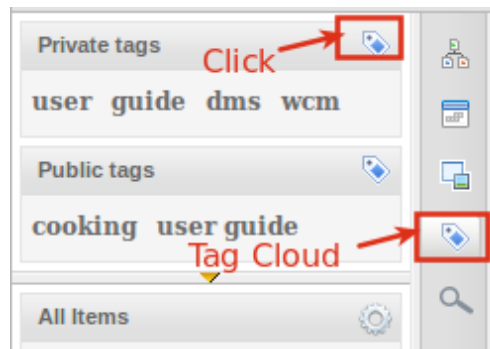 Private tags
Click
user guide dms wcm
Public tags
cooking user guide
Tag Cloud
All Items